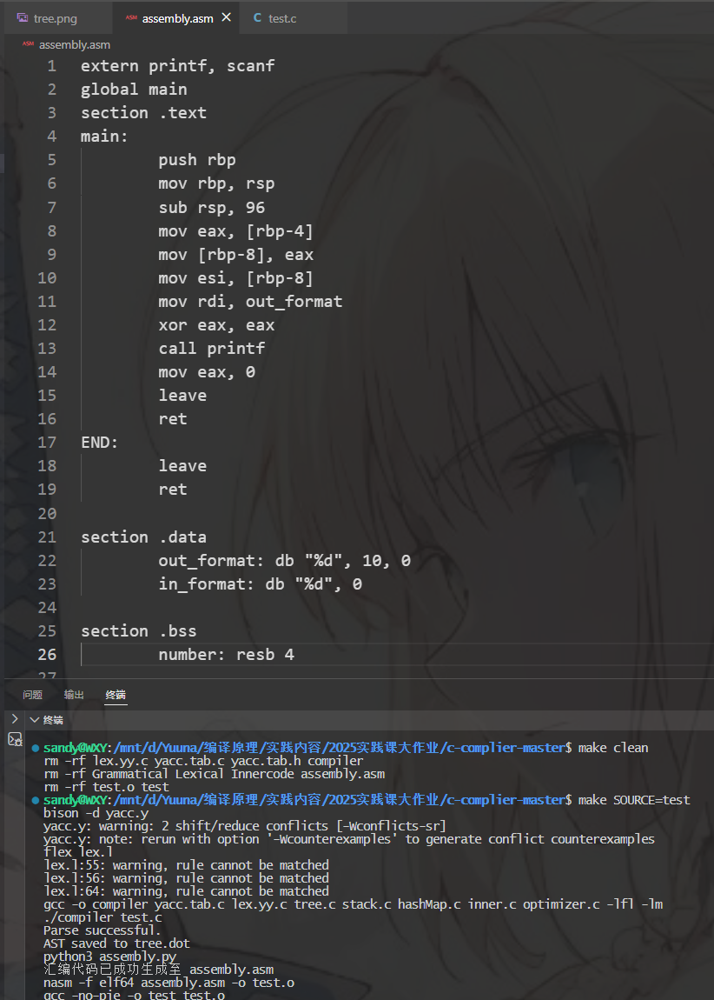 tree.png
ASM assembly.asm
C test.c
ASM assembly.asm
1 extern printf, scanf
2 global main
3 section .text
4 main:
5 push rbp
6 mov rbp, rsp
7 sub rsp, 96
8 mov eax, [rbp-4]
9 mov [rbp-8], eax
10 mov esi, [rbp-8]
11 mov rdi, out_format
12 xor eax, eax
13 call printf
14 mov eax, 0
15 leave
16 ret
17 END:
18 leave
19 ret
20
21 section .data
22 out_format: db "%d", 10, 0
23 in_format: db "%d", 0
24
25 section .bss
26 number: resb 4
27
问题 输出 终端
终端
sandy@WXY:/mnt/d/Yuuna/编译原理/实践内容/2025实践课大作业/c-complier-master$ make clean
rm -rf lex.yy.c yacc.tab.c yacc.tab.h compiler
rm -rf Grammatical Lexical Innercode assembly.asm
rm -rf test.o test
sandy@WXY:/mnt/d/Yuuna/编译原理/实践内容/2025实践课大作业/c-complier-master$ make SOURCE=test
bison -d yacc.y
yacc.y: warning: 2 shift/reduce conflicts [-Wconflicts-sr]
yacc.y: note: rerun with option '-Wcounterexamples' to generate conflict counterexamples
flex lex.l
lex.l:55: warning, rule cannot be matched
lex.l:56: warning, rule cannot be matched
lex.l:64: warning, rule cannot be matched
gcc -o compiler yacc.tab.c lex.yy.c tree.c stack.c hashMap.c inner.c optimizer.c -lfl -lm
./compiler test.c
Parse successful.
AST saved to tree.dot
python3 assembly.py
汇编代码已成功生成至 assembly.asm
nasm -f elf64 assembly.asm -o test.o
gcc -no-pie -o test test.o